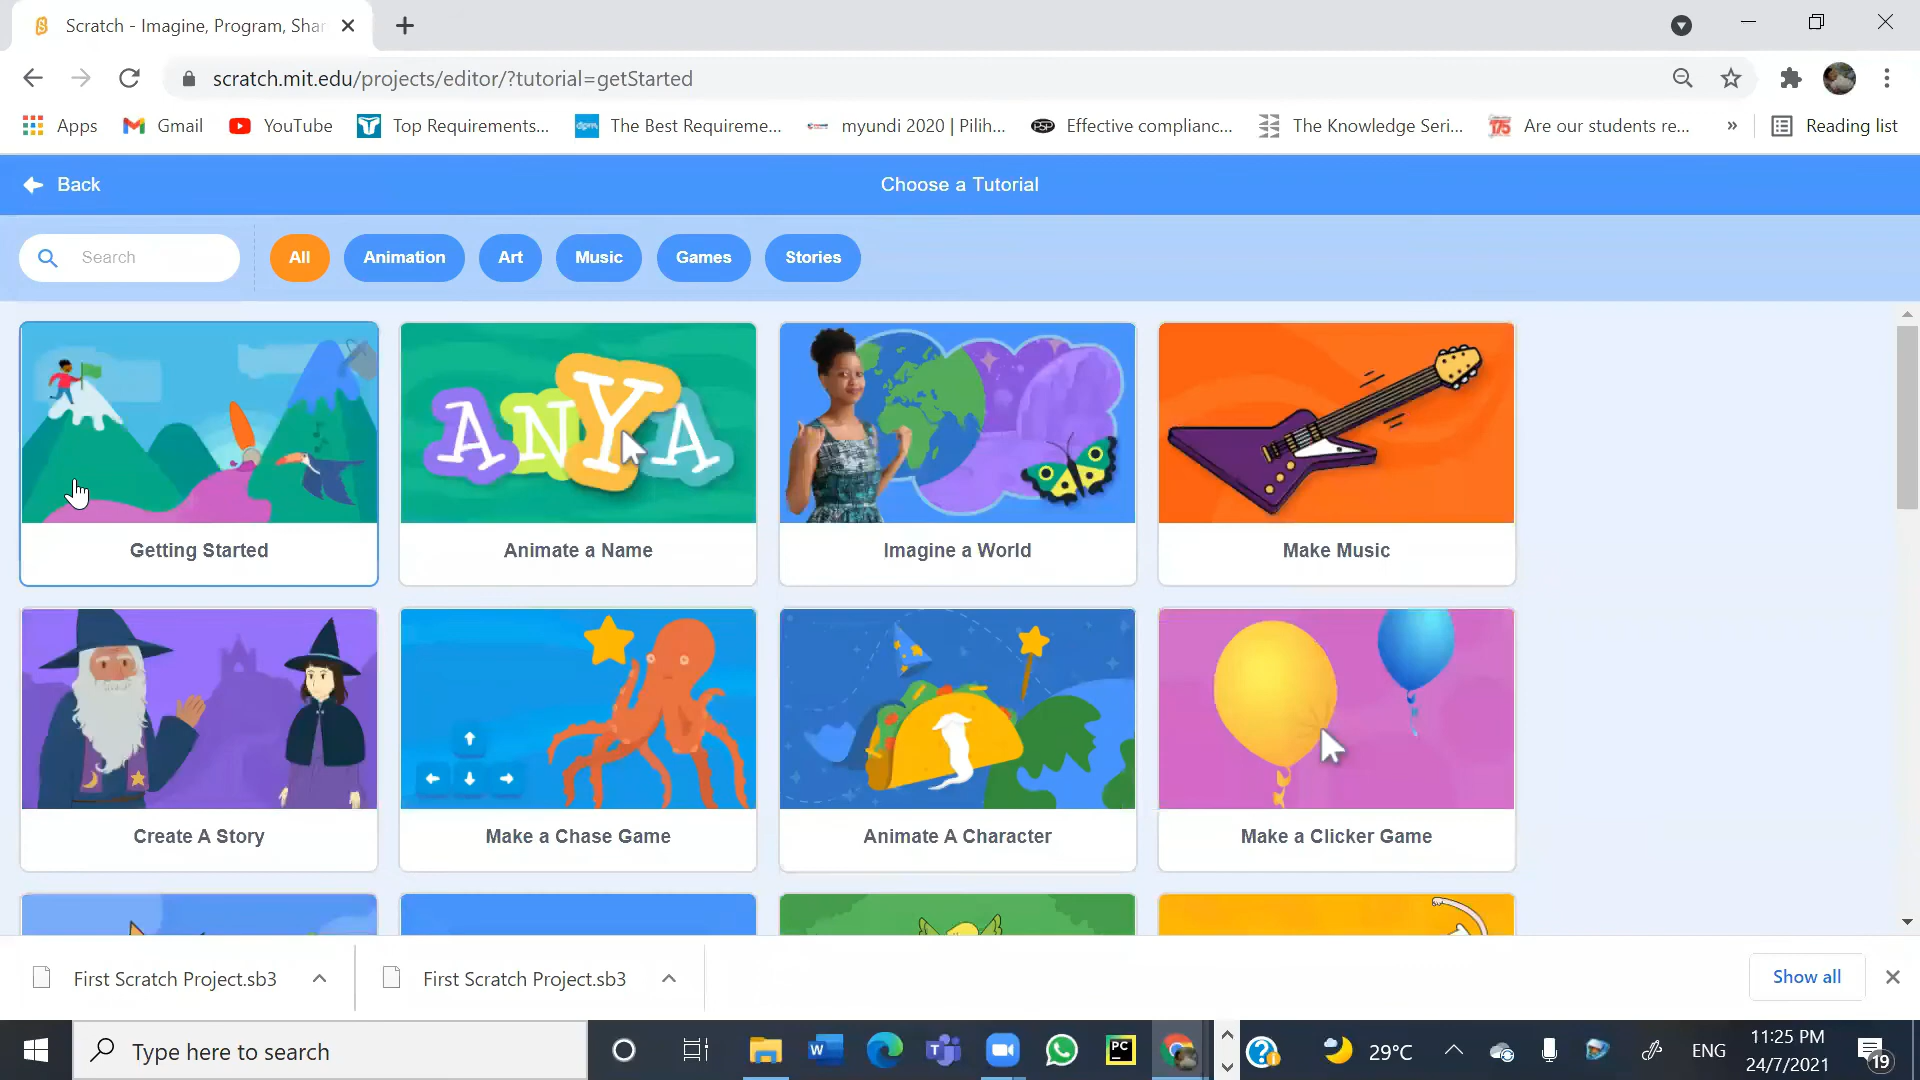 Scratch - Imagine, Program, Shar
scratch.mit.edu/projects/editor/?tutorial=getStarted
Apps Gmail YouTube Top Requirements... The Best Requireme... myundi 2020 | Pilih... Effective complianc... The Knowledge Seri... Are our students re... » Reading list
Back Choose a Tutorial
Search All Animation Art Music Games Stories
ANYA
Getting Started Animate a Name Imagine a World Make Music
Create A Story Make a Chase Game Animate A Character Make a Clicker Game
First Scratch Project.sb3 First Scratch Project.sb3 Show all
Type here to search 29°C ENG 11:25 PM
24/7/2021 19